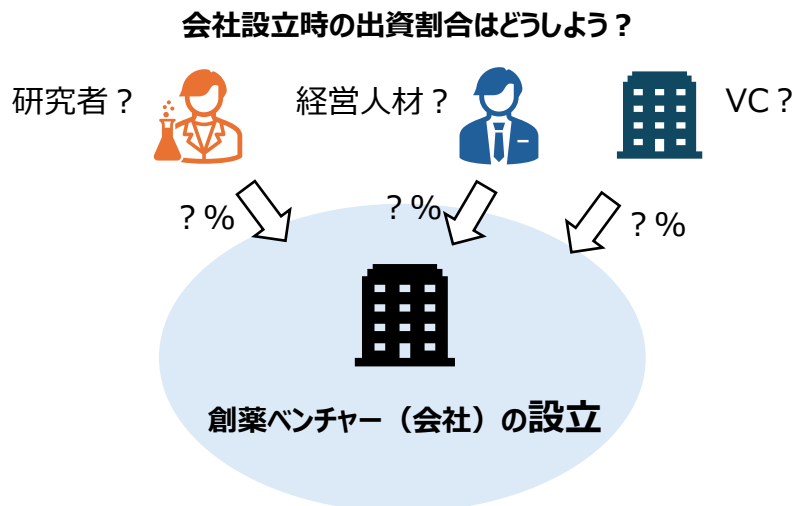 会社設立時の出資割合はどうしよう？
研究者？
経営人材？
VC？
？%
？%
？%
創薬ベンチャー（会社）の設立